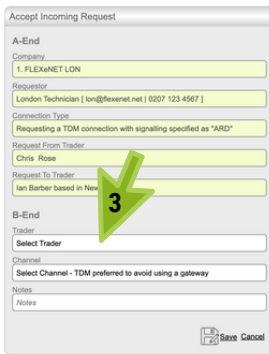 Accept Incoming Request
A-End
Company
1. FLEXeNET LON
Requestor
London Technician [ lon@flexenet.net | 0207 123 4567 ]
Connection Type
Requesting a TDM connection with signalling specified as "ARD"
Request From Trader
Chris Rose
Request To Trader
Ian Barber based in New
3
B-End
Trader
Select Trader
Channel
Select Channel - TDM preferred to avoid using a gateway
Notes
Notes
Save Cancel